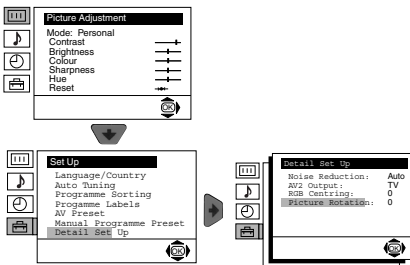 Picture Adjustment
Mode: Personal
Contrast
Brightness
Colour
Sharpness
Hue
Reset
OK
Set Up
Language/Country
Auto Tuning
Programme Sorting
Progamme Labels
AV Preset
Manual Programme Preset
Detail Set Up
OK
Detail Set Up
Noise Reduction: Auto
AV2 Output: TV
RGB Centring: 0
Picture Rotation: 0
OK